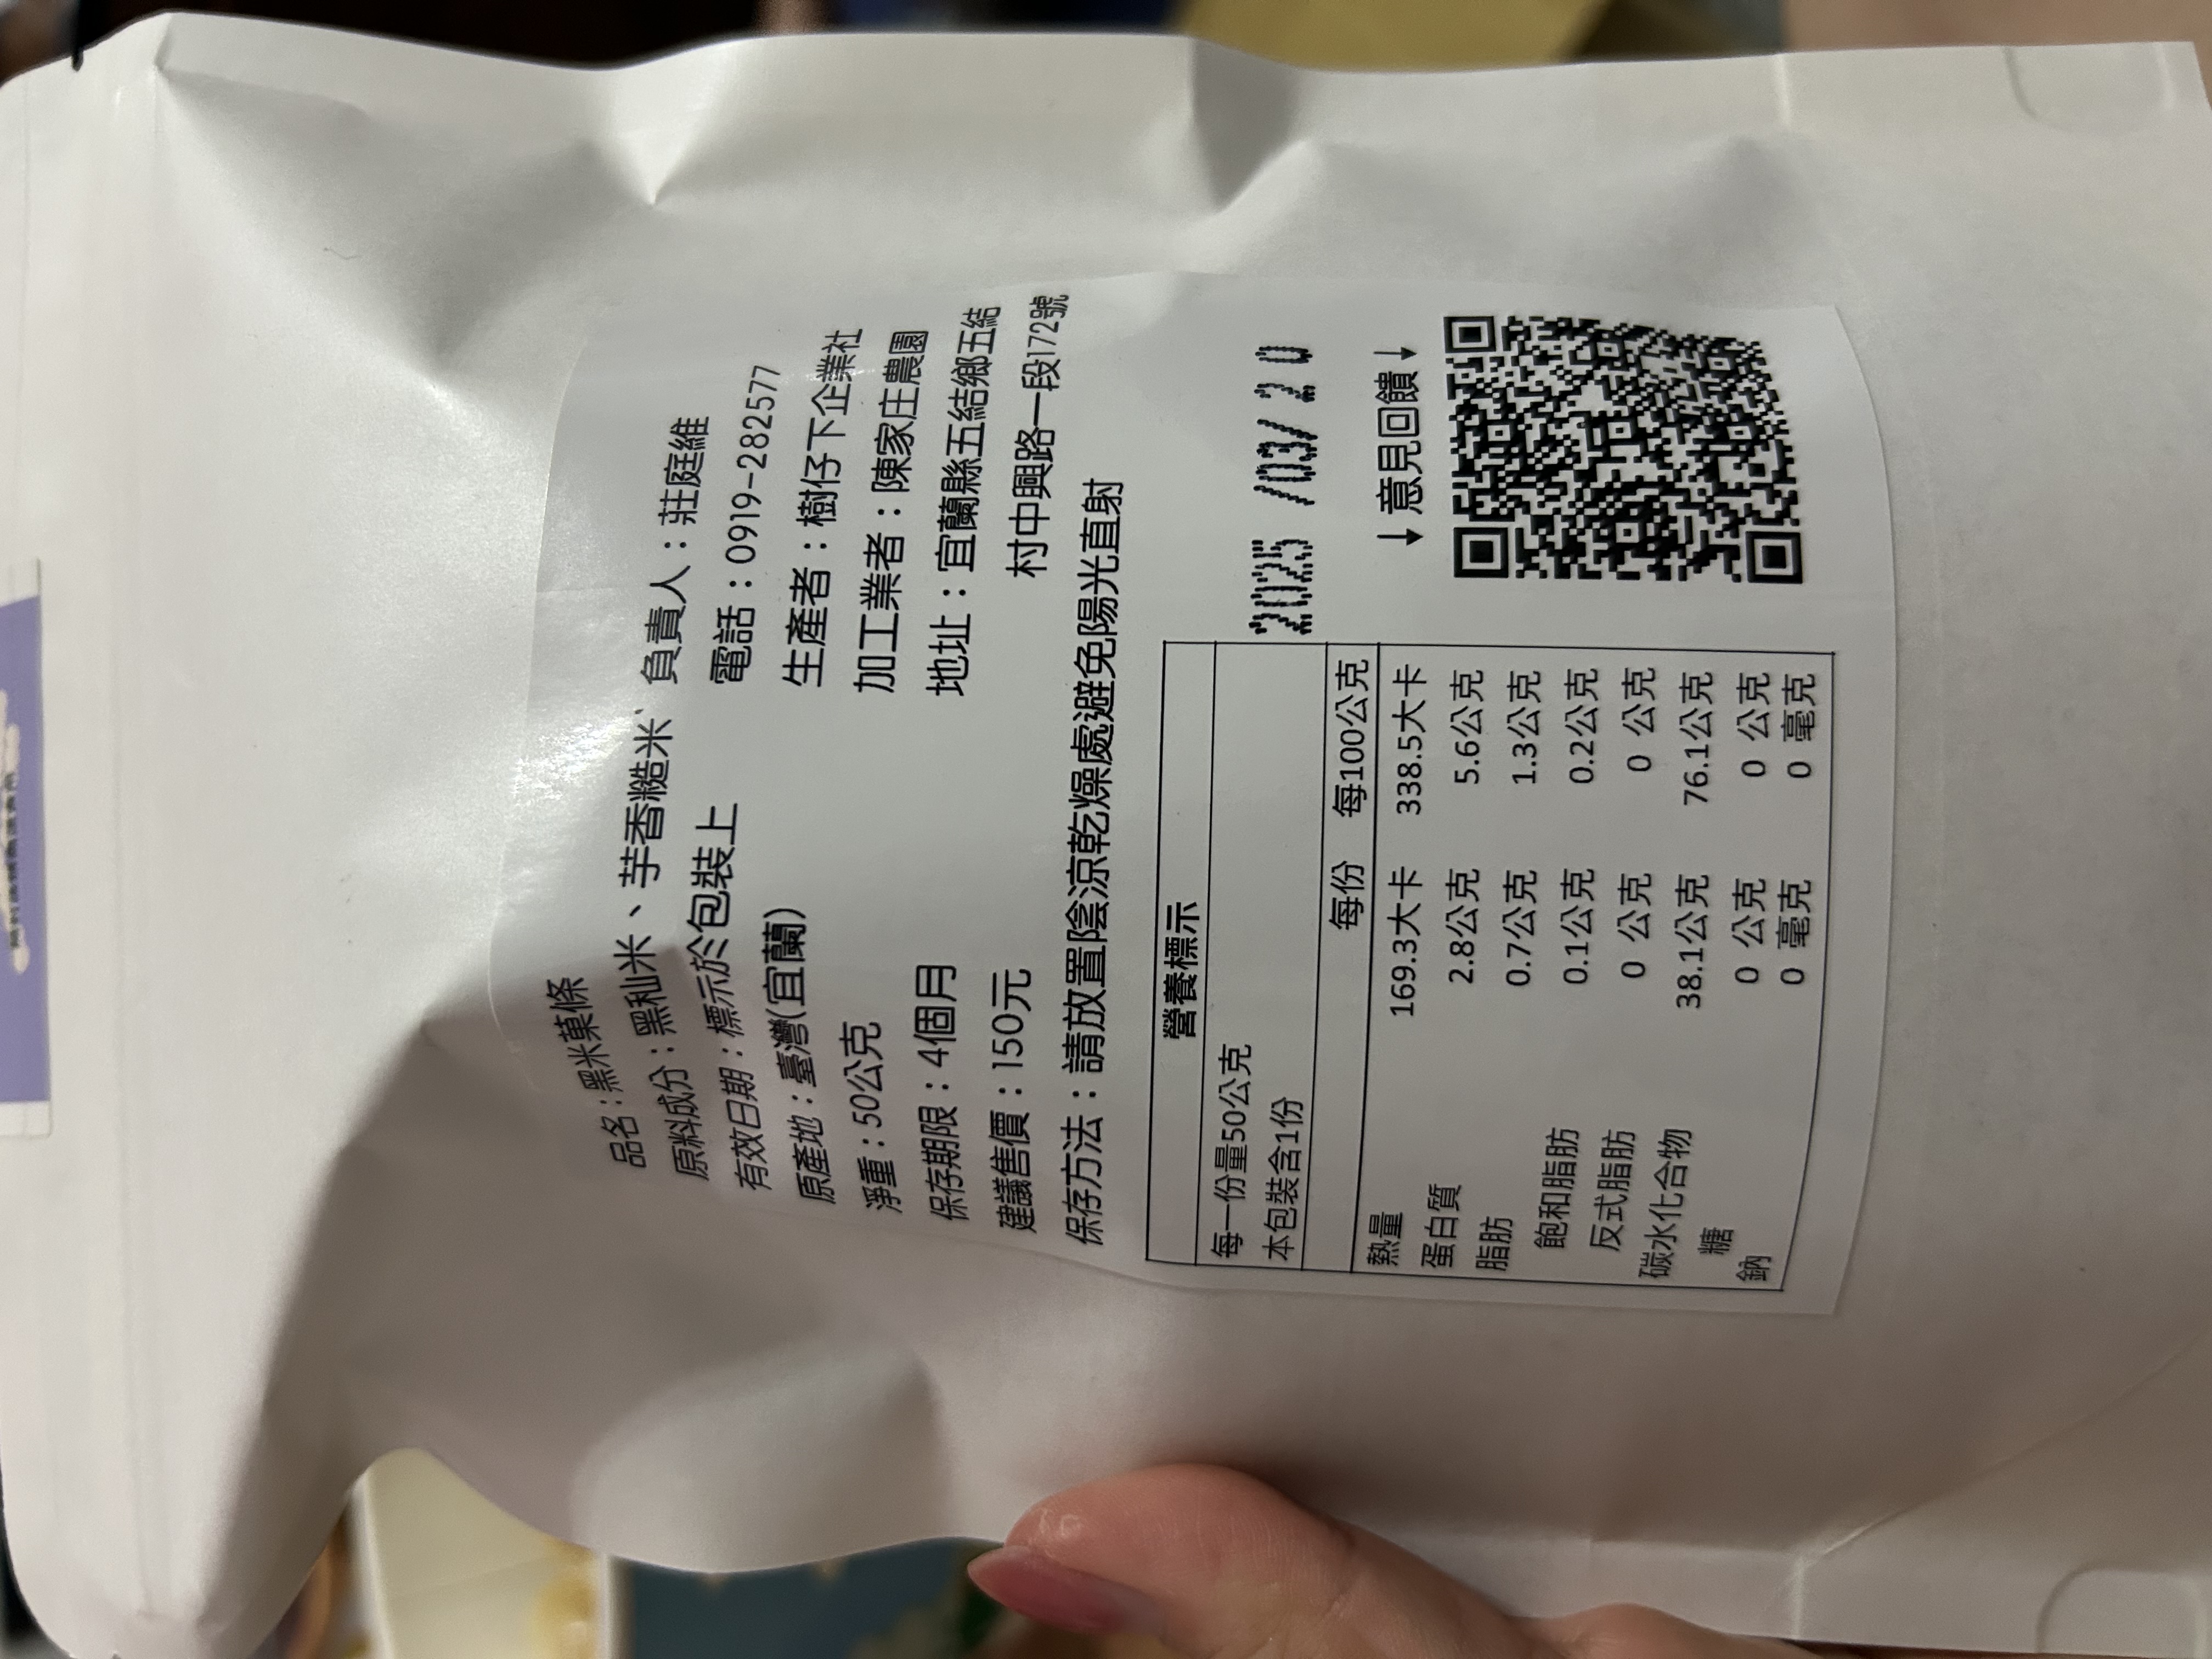 品名:黑米菓條
原料成分:黑秈米、芋香糙米
有效日期:標示於包裝上
原產地:臺灣(宜蘭)
淨重:50公克
保存期限:4個月
建議售價:150元
保存方法:請放置陰涼乾燥處避免陽光直射
負責人:莊庭維
電話:0919-282577
生產者:樹仔下企業社
加工業者:陳家庄農園
地址:宜蘭縣五結鄉五結
村中興路一段172號
營養標示
每一份量50公克
本包裝含1份
每份 每100公克
熱量 169.3大卡 338.5大卡
蛋白質 2.8公克 5.6公克
脂肪 0.7公克 1.3公克
飽和脂肪 0.1公克 0.2公克
反式脂肪 0 公克 0 公克
碳水化合物 38.1公克 76.1公克
糖 0 公克 0 公克
鈉 0 毫克 0 毫克
2025 /03/ 20
↓意見回饋↓